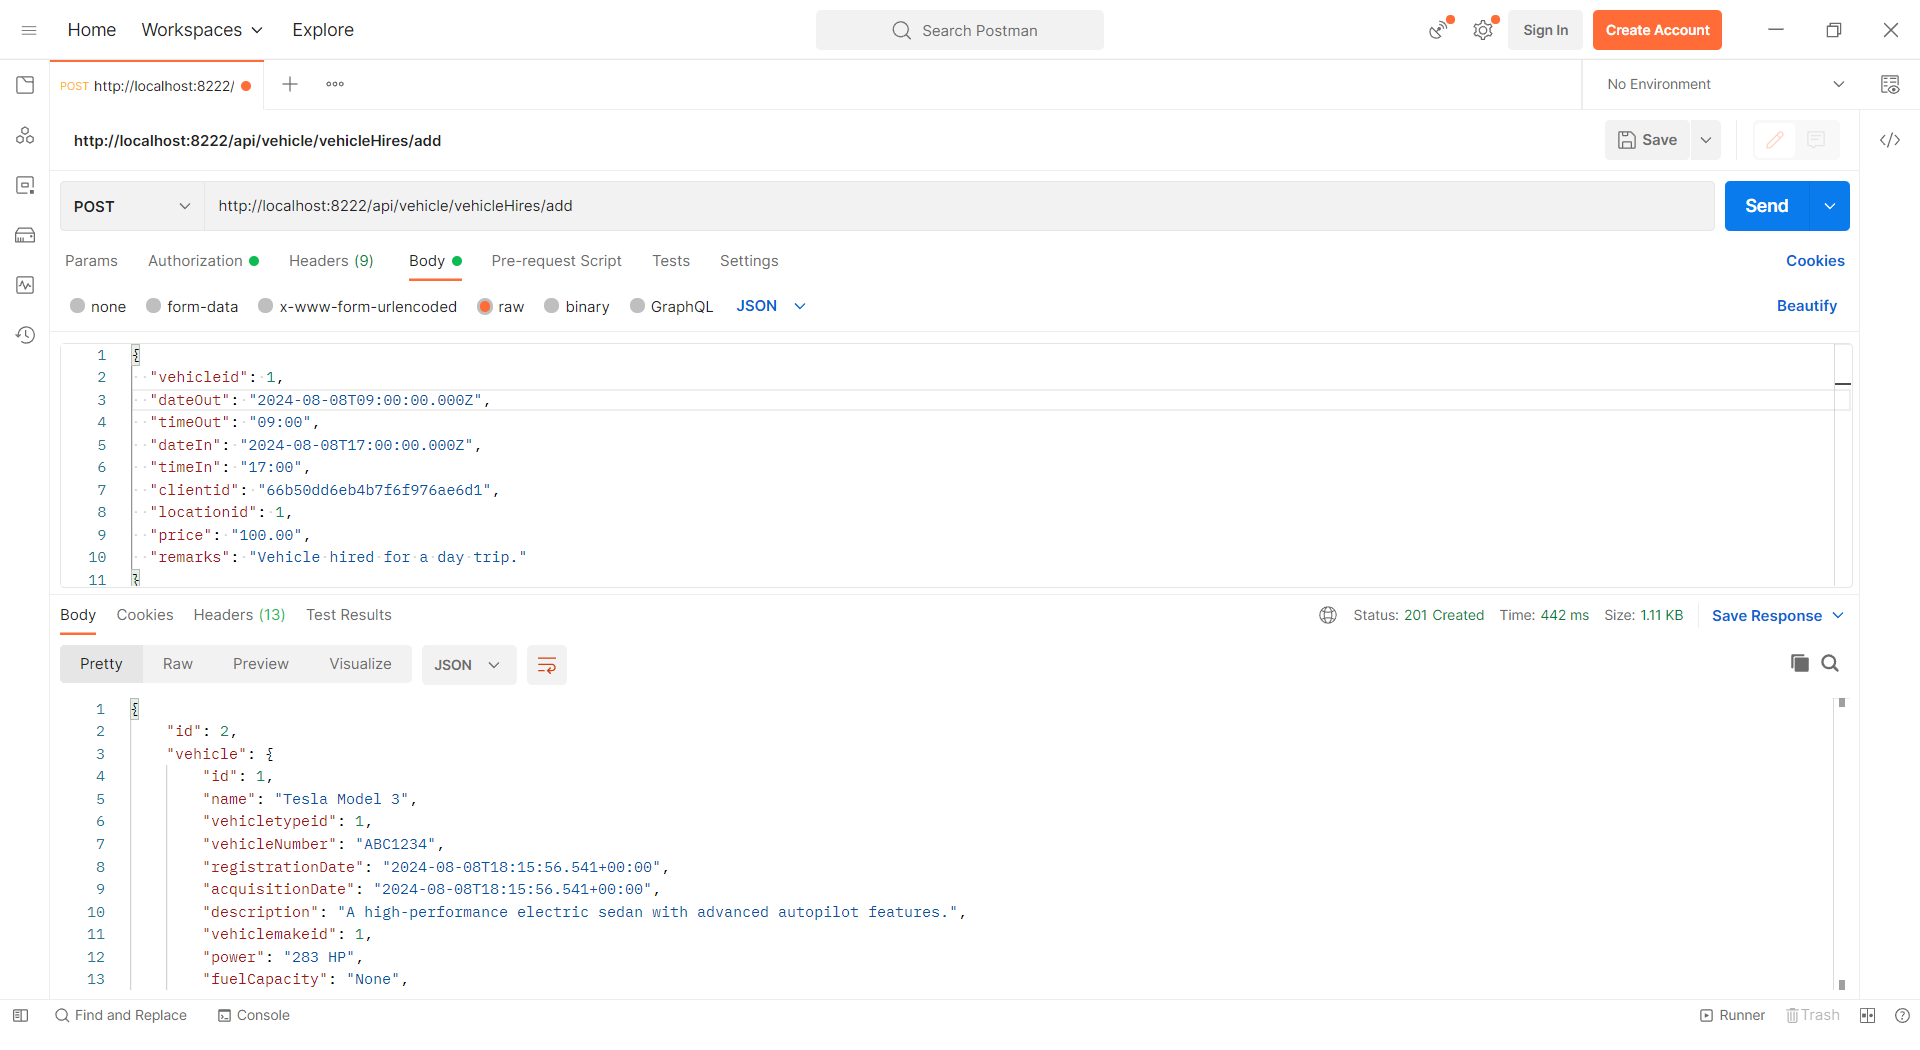 Home Workspaces Explore Search Postman Sign In Create Account
POST http://localhost:8222/ No Environment
http://localhost:8222/api/vehicle/vehicleHires/add Save
POST http://localhost:8222/api/vehicle/vehicleHires/add Send
Params Authorization Headers (9) Body Pre-request Script Tests Settings Cookies
none form-data x-www-form-urlencoded raw binary GraphQL JSON Beautify
1 {
2 "vehicleid": 1,
3 "dateOut": "2024-08-08T09:00:00.000Z",
4 "timeOut": "09:00",
5 "dateIn": "2024-08-08T17:00:00.000Z",
6 "timeIn": "17:00",
7 "clientid": "66b50dd6eb4b7f6f976ae6d1",
8 "locationid": 1,
9 "price": "100.00",
10 "remarks": "Vehicle hired for a day trip."
11 }
Body Cookies Headers (13) Test Results Status: 201 Created Time: 442 ms Size: 1.11 KB Save Response
Pretty Raw Preview Visualize JSON
1 {
2 "id": 2,
3 "vehicle": {
4 "id": 1,
5 "name": "Tesla Model 3",
6 "vehicletypeid": 1,
7 "vehicleNumber": "ABC1234",
8 "registrationDate": "2024-08-08T18:15:56.541+00:00",
9 "acquisitionDate": "2024-08-08T18:15:56.541+00:00",
10 "description": "A high-performance electric sedan with advanced autopilot features.",
11 "vehiclemakeid": 1,
12 "power": "283 HP",
13 "fuelCapacity": "None",
Find and Replace Console Runner Trash